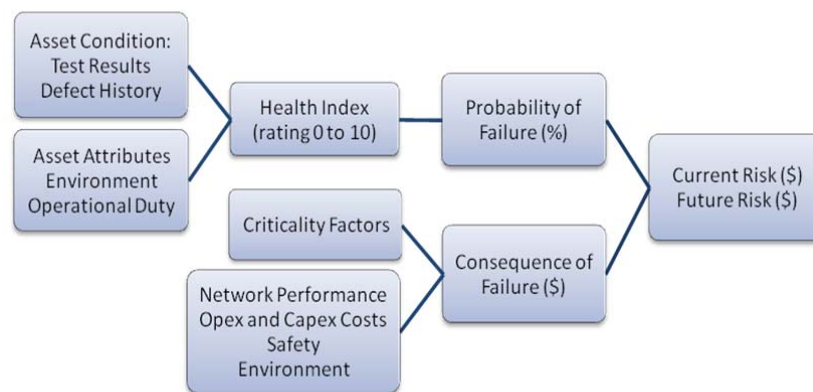 Asset Condition:
Test Results
Defect History
Asset Attributes
Environment
Operational Duty
Health Index
(rating 0 to 10)
Probability of
Failure (%)
Criticality Factors
Network Performance
Opex and Capex Costs
Safety
Environment
Consequence of
Failure ($)
Current Risk ($)
Future Risk ($)